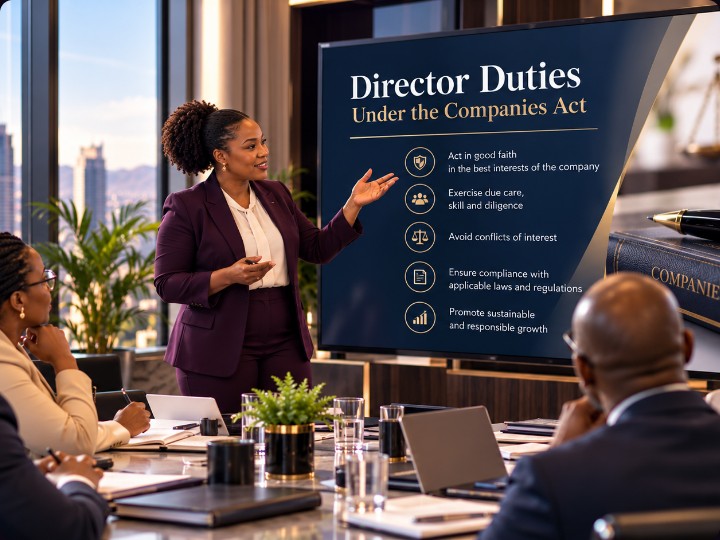 Director Duties
Under the Companies Act
Act in good faith
in the best interests of the company
Exercise due care,
skill and diligence
Avoid conflicts of interest
Ensure compliance with
applicable laws and regulations
Promote sustainable
and responsible growth
COMPANIE